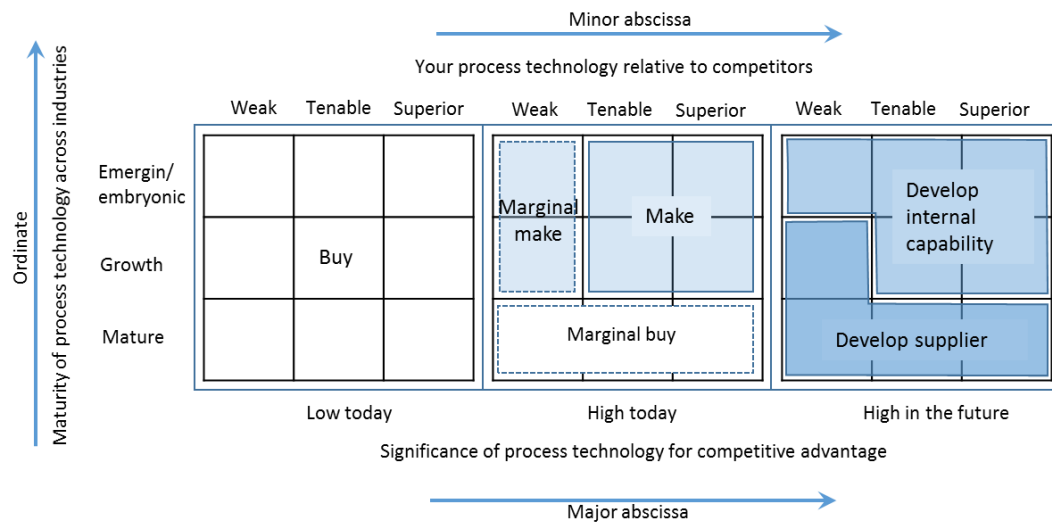 Minor abscissa
Your process technology relative to competitors
Weak Tenable Superior Weak Tenable Superior Weak Tenable Superior
Ordinate
Maturity of process technology across industries
Emergin/
embryonic
Growth
Mature
Buy
Marginal
make
Make
Marginal buy
Develop
internal
capability
Develop supplier
Low today High today High in the future
Significance of process technology for competitive advantage
Major abscissa